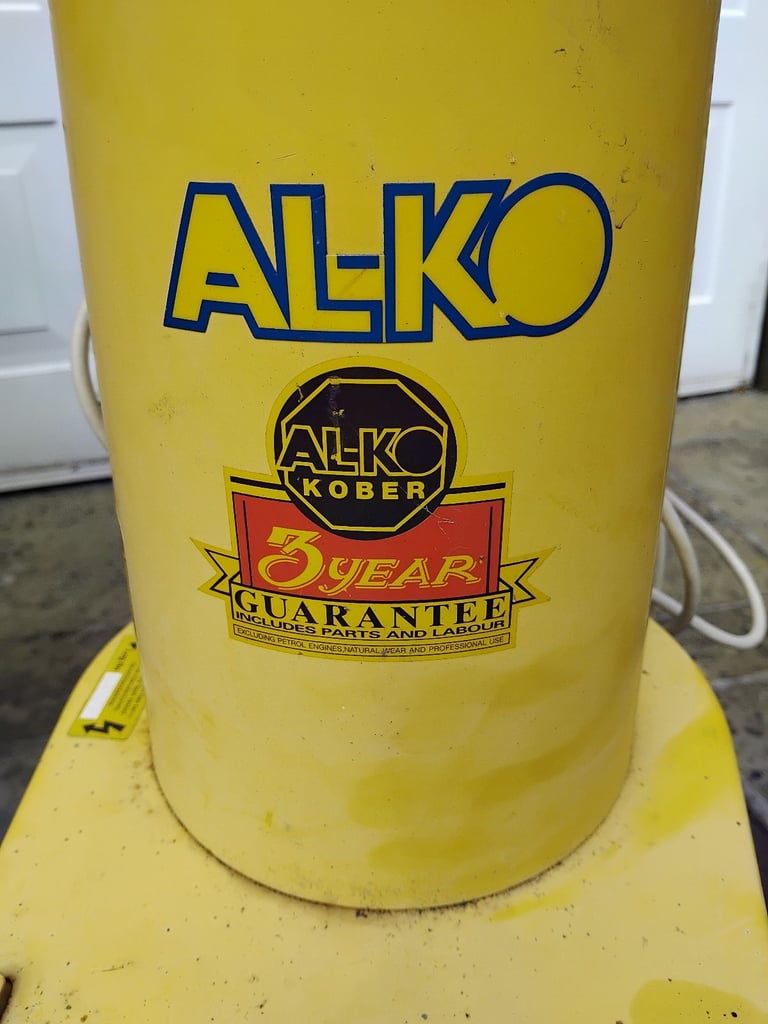 AL-KO
AL-KO
KOBER
3 YEAR
GUARANTEE
INCLUDES PARTS AND LABOUR
EXCLUDING PETROL ENGINES, NATURAL WEAR AND PROFESSIONAL USE